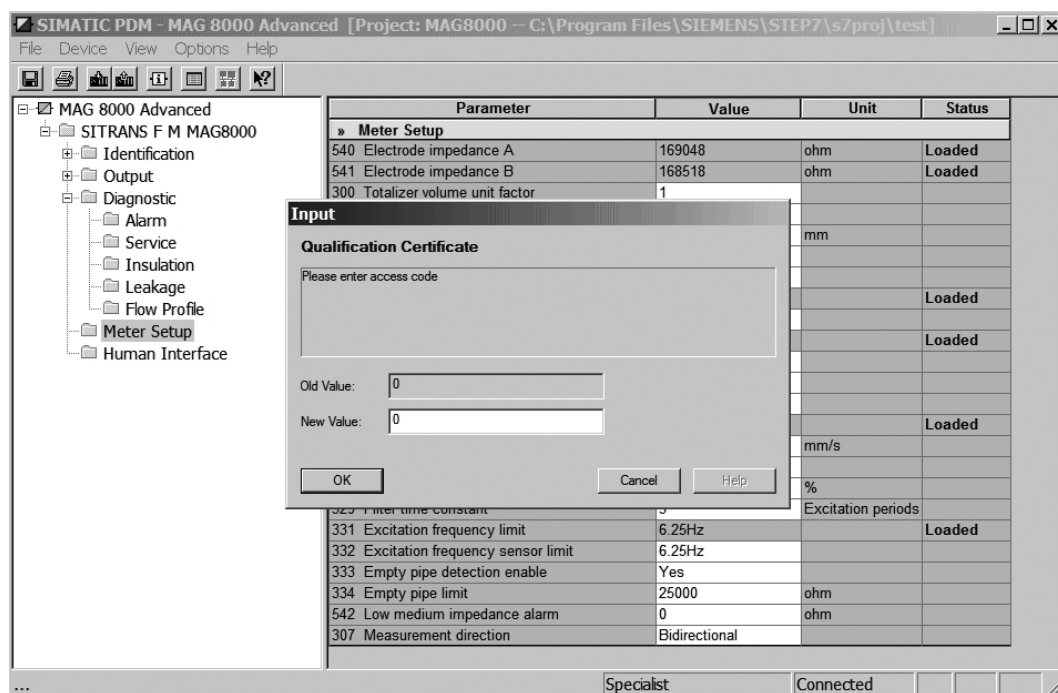 SIMATIC PDM - MAG 8000 Advanced [Project: MAG8000 -- C:\Program Files\SIEMENS\STEP7\s7proj\test]
File Device View Options Help
MAG 8000 Advanced
SITRANS F M MAG8000
Identification
Output
Diagnostic
Alarm
Service
Insulation
Leakage
Flow Profile
Meter Setup
Human Interface
Parameter Value Unit Status
» Meter Setup
540 Electrode impedance A 169048 ohm Loaded
541 Electrode impedance B 168518 ohm Loaded
300 Totalizer volume unit factor 1
mm
Loaded
Loaded
Loaded
mm/s
%
Input
Qualification Certificate
Please enter access code
Old Value: 0
New Value: 0
OK Cancel Help
Excitation periods
331 Excitation frequency limit 6.25Hz Loaded
332 Excitation frequency sensor limit 6.25Hz
333 Empty pipe detection enable Yes
334 Empty pipe limit 25000 ohm
542 Low medium impedance alarm 0 ohm
307 Measurement direction Bidirectional
... Specialist Connected